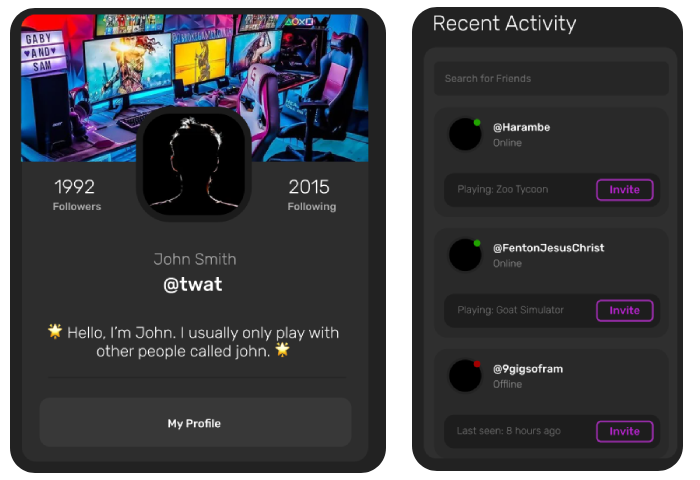 GABY
AND
SAM
1992
Followers
2015
Following
John Smith
@twat
🌟 Hello, I'm John. I usually only play with
other people called john. 🌟
My Profile
Recent Activity
Search for Friends
@Harambe
Online
Playing: Zoo Tycoon
Invite
@FentonJesusChrist
Online
Playing: Goat Simulator
Invite
@9gigsofram
Offline
Last seen: 8 hours ago
Invite